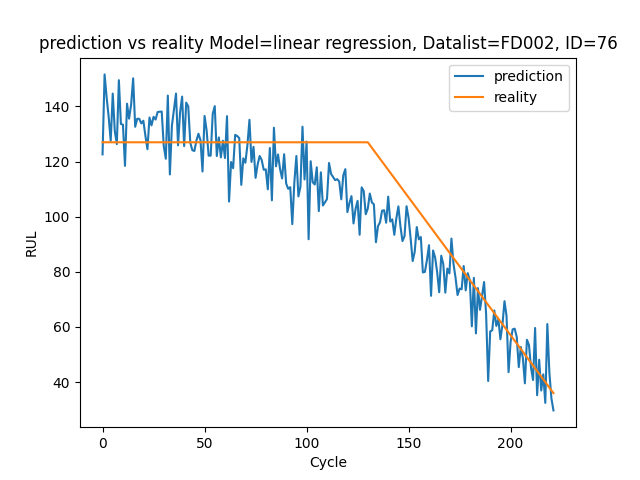 prediction vs reality Model=linear regression, Datalist=FD002, ID=76
prediction
reality
RUL
140
120
100
80
60
40
0 50 100 150 200
Cycle